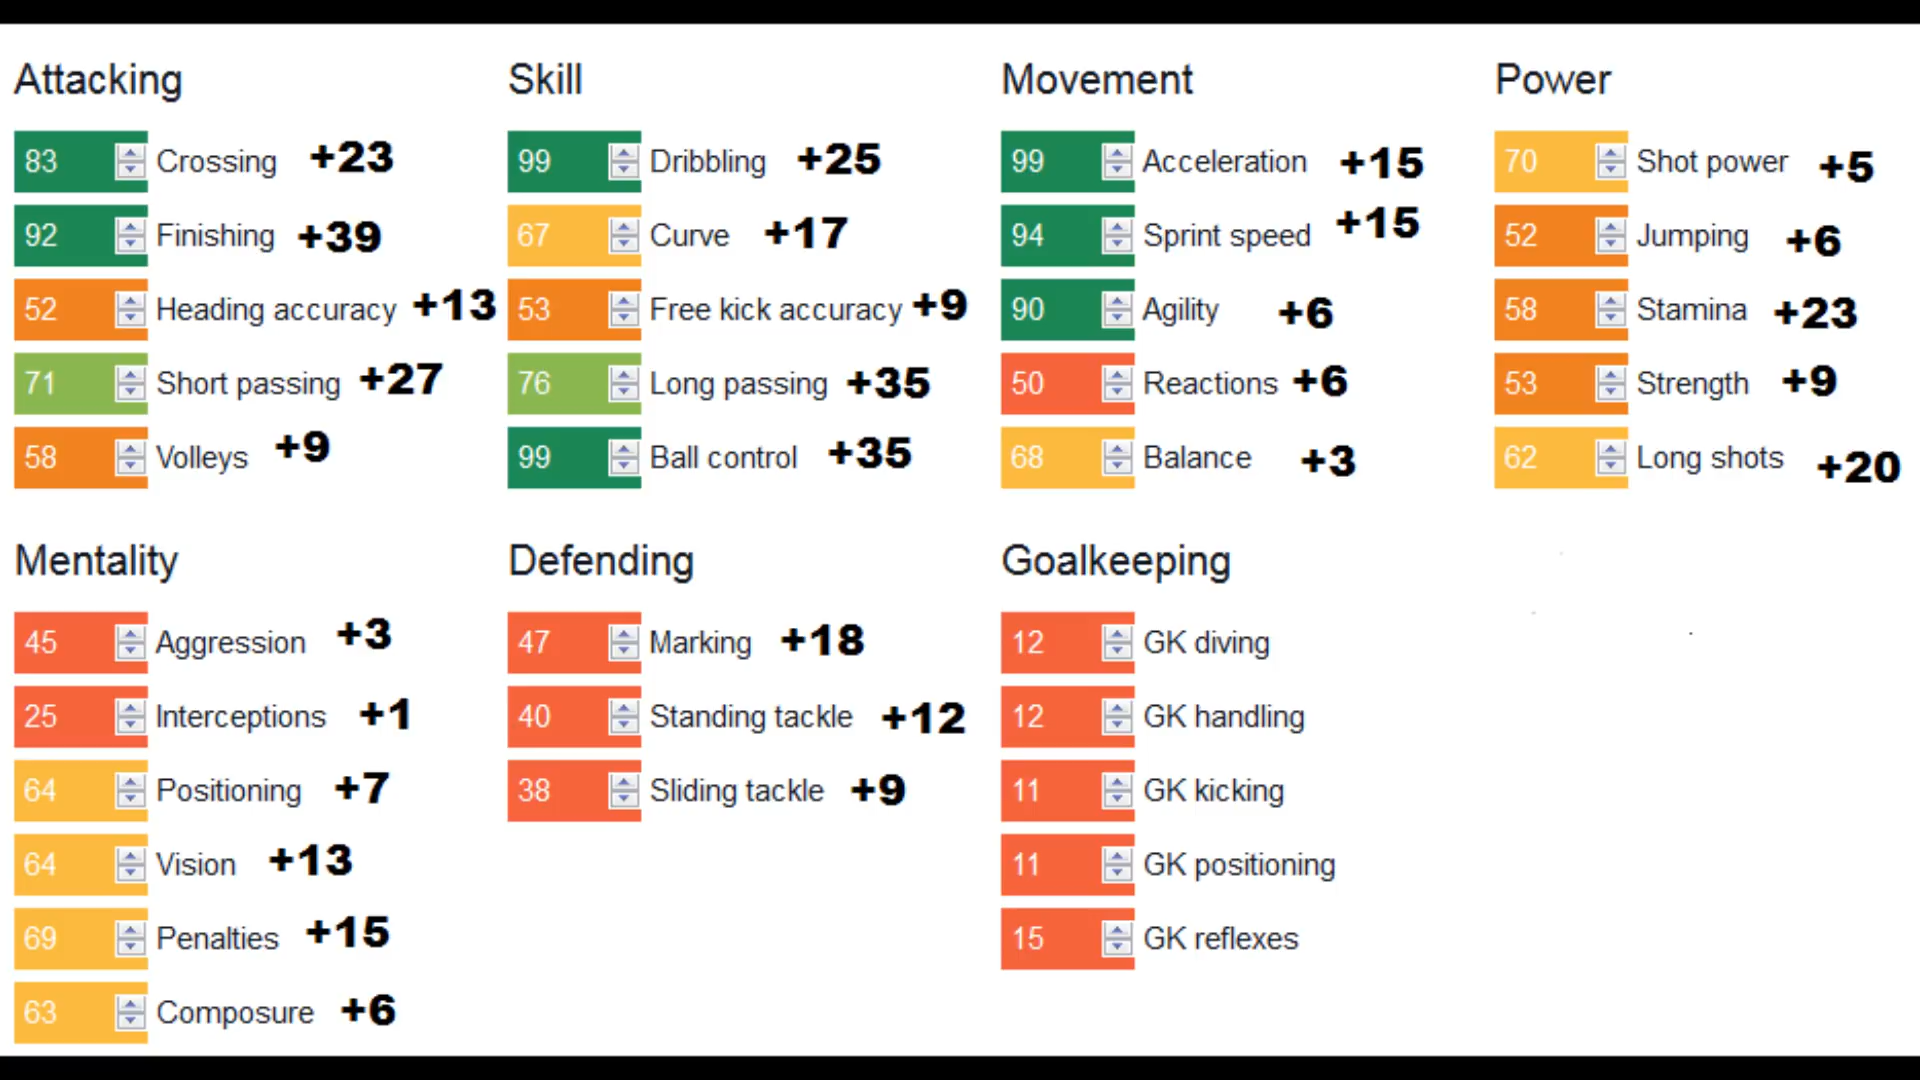 Attacking
83 Crossing +23
92 Finishing +39
52 Heading accuracy +13
71 Short passing +27
58 Volleys +9
Skill
99 Dribbling +25
67 Curve +17
53 Free kick accuracy +9
76 Long passing +35
99 Ball control +35
Movement
99 Acceleration +15
94 Sprint speed +15
90 Agility +6
50 Reactions +6
68 Balance +3
Power
70 Shot power +5
52 Jumping +6
58 Stamina +23
53 Strength +9
62 Long shots +20
Mentality
45 Aggression +3
25 Interceptions +1
64 Positioning +7
64 Vision +13
69 Penalties +15
63 Composure +6
Defending
47 Marking +18
40 Standing tackle +12
38 Sliding tackle +9
Goalkeeping
12 GK diving
12 GK handling
11 GK kicking
11 GK positioning
15 GK reflexes